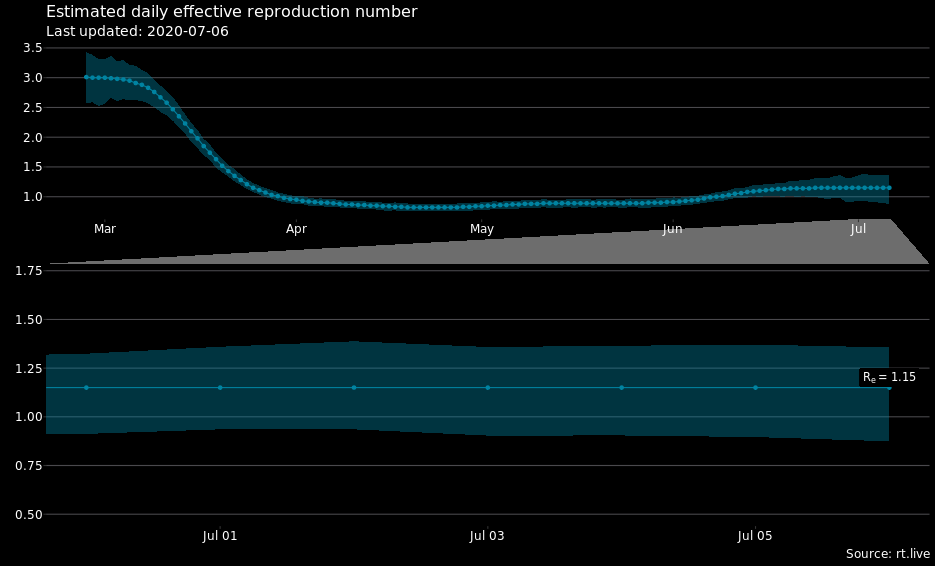 Estimated daily effective reproduction number
Last updated: 2020-07-06
3.5
3.0
2.5
2.0
1.5
1.0
Mar Apr May Jun Jul
1.75
1.50
1.25
Re = 1.15
1.00
0.75
0.50
Jul 01 Jul 03 Jul 05
Source: rt.live